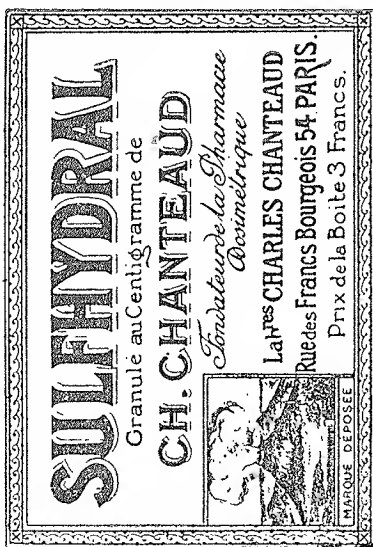 SULFHYDRAL
Granulé au Centigramme de
CH. CHANTEAUD
Fondateur de la Pharmacie
Dosimétrique
Labres CHARLES CHANTEAUD
Rue des Francs Bourgeois 54 PARIS.
Prix de la Boite 3 Francs.
MARQUE DÉPOSÉE